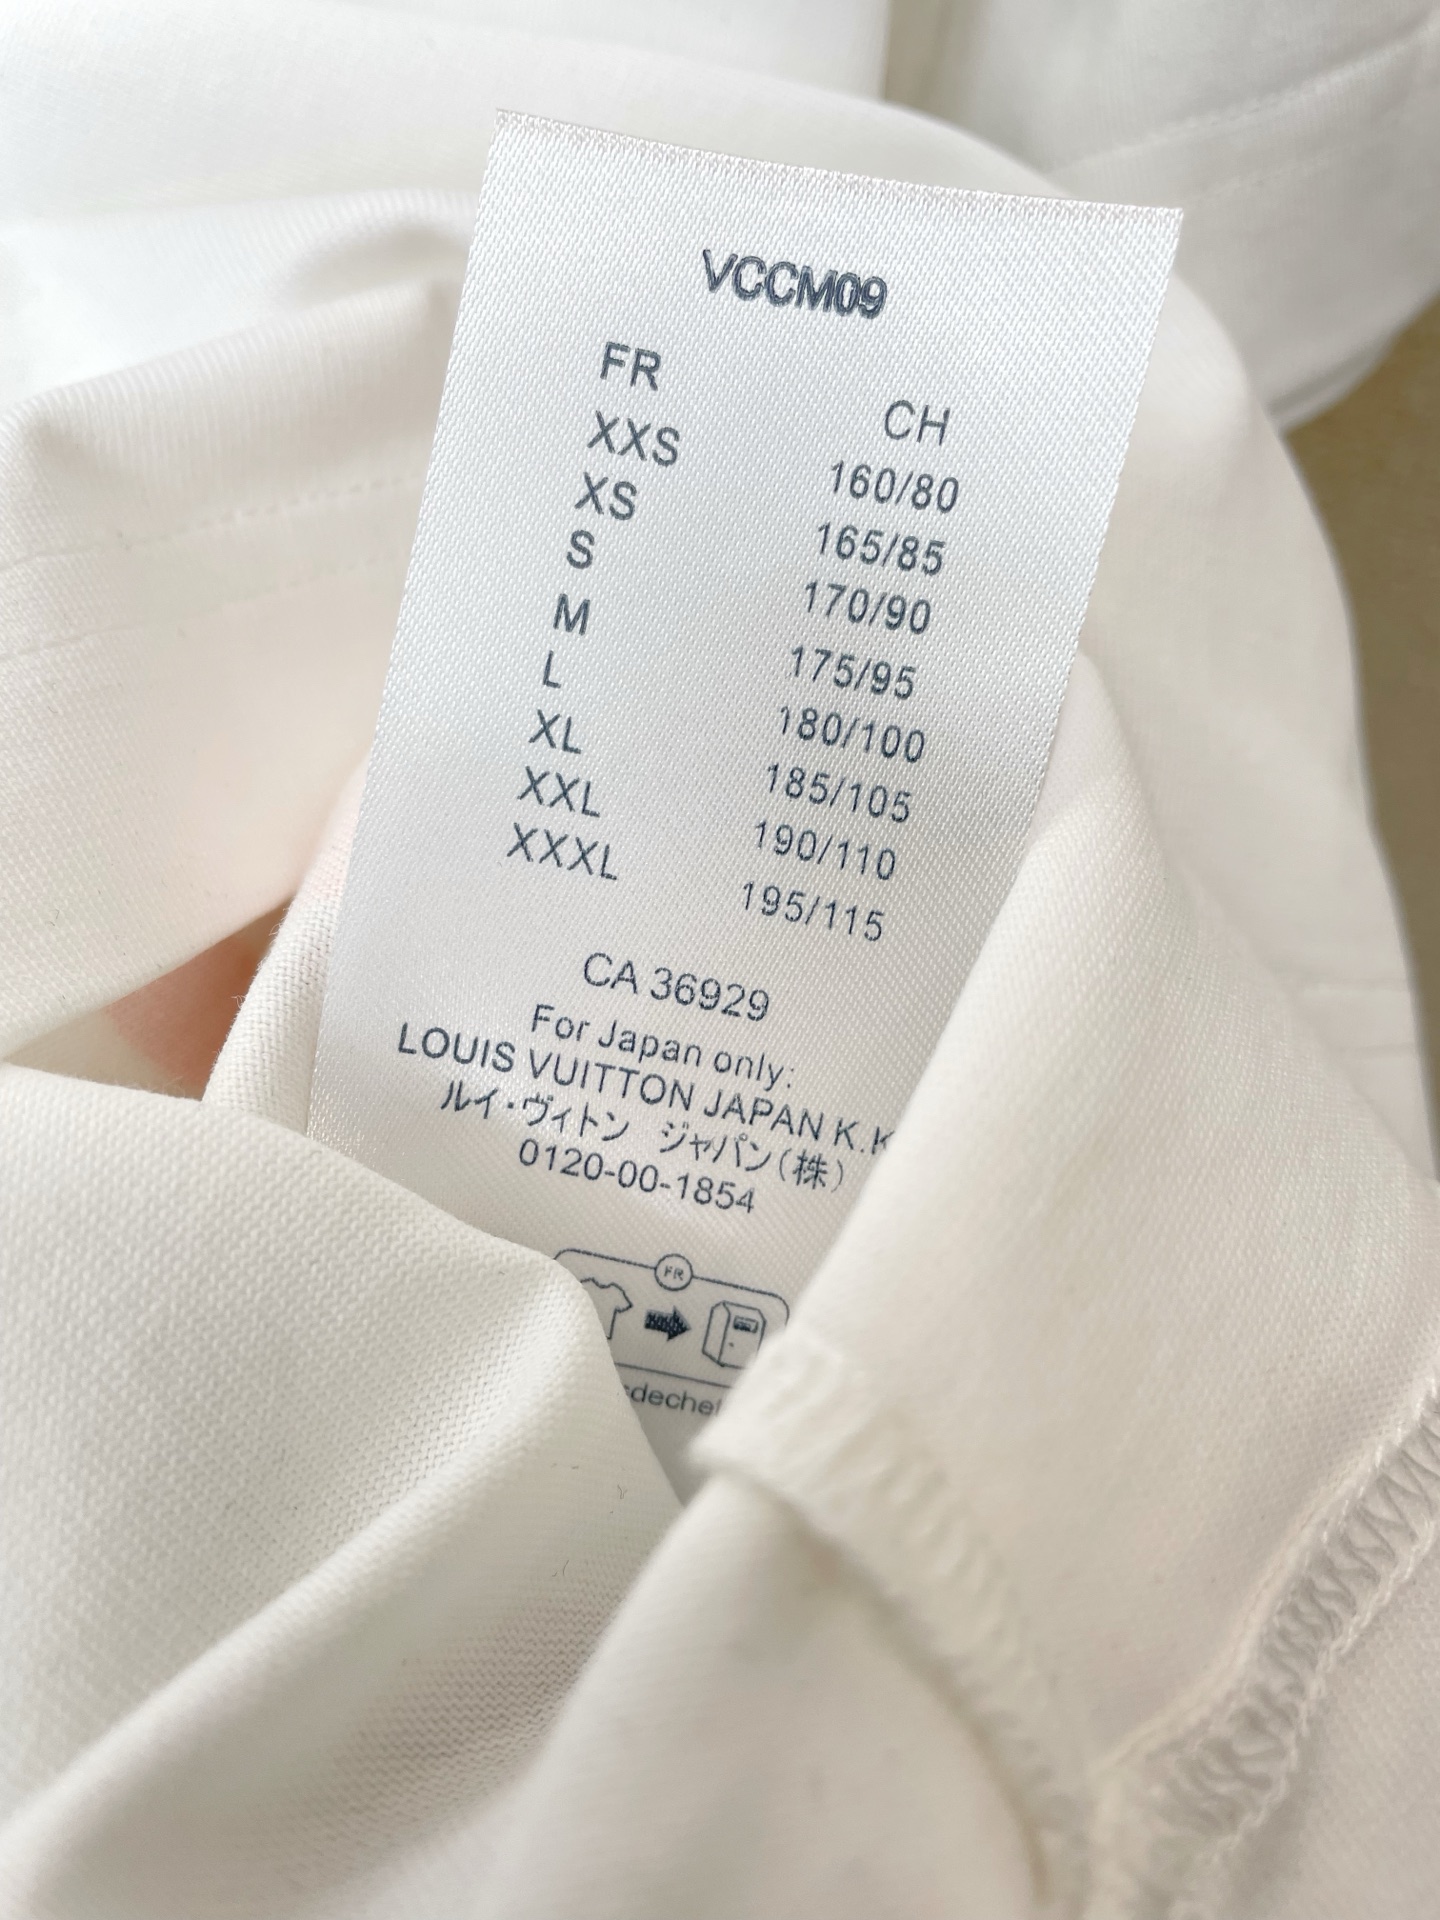 VCCM09
FR CH
XXS 160/80
XS 165/85
S 170/90
M 175/95
L 180/100
XL 185/105
XXL 190/110
XXXL 195/115
CA 36929
For Japan only:
LOUIS VUITTON JAPAN K.K
ルイ・ヴィトン ジャパン(株)
0120-00-1854
FR